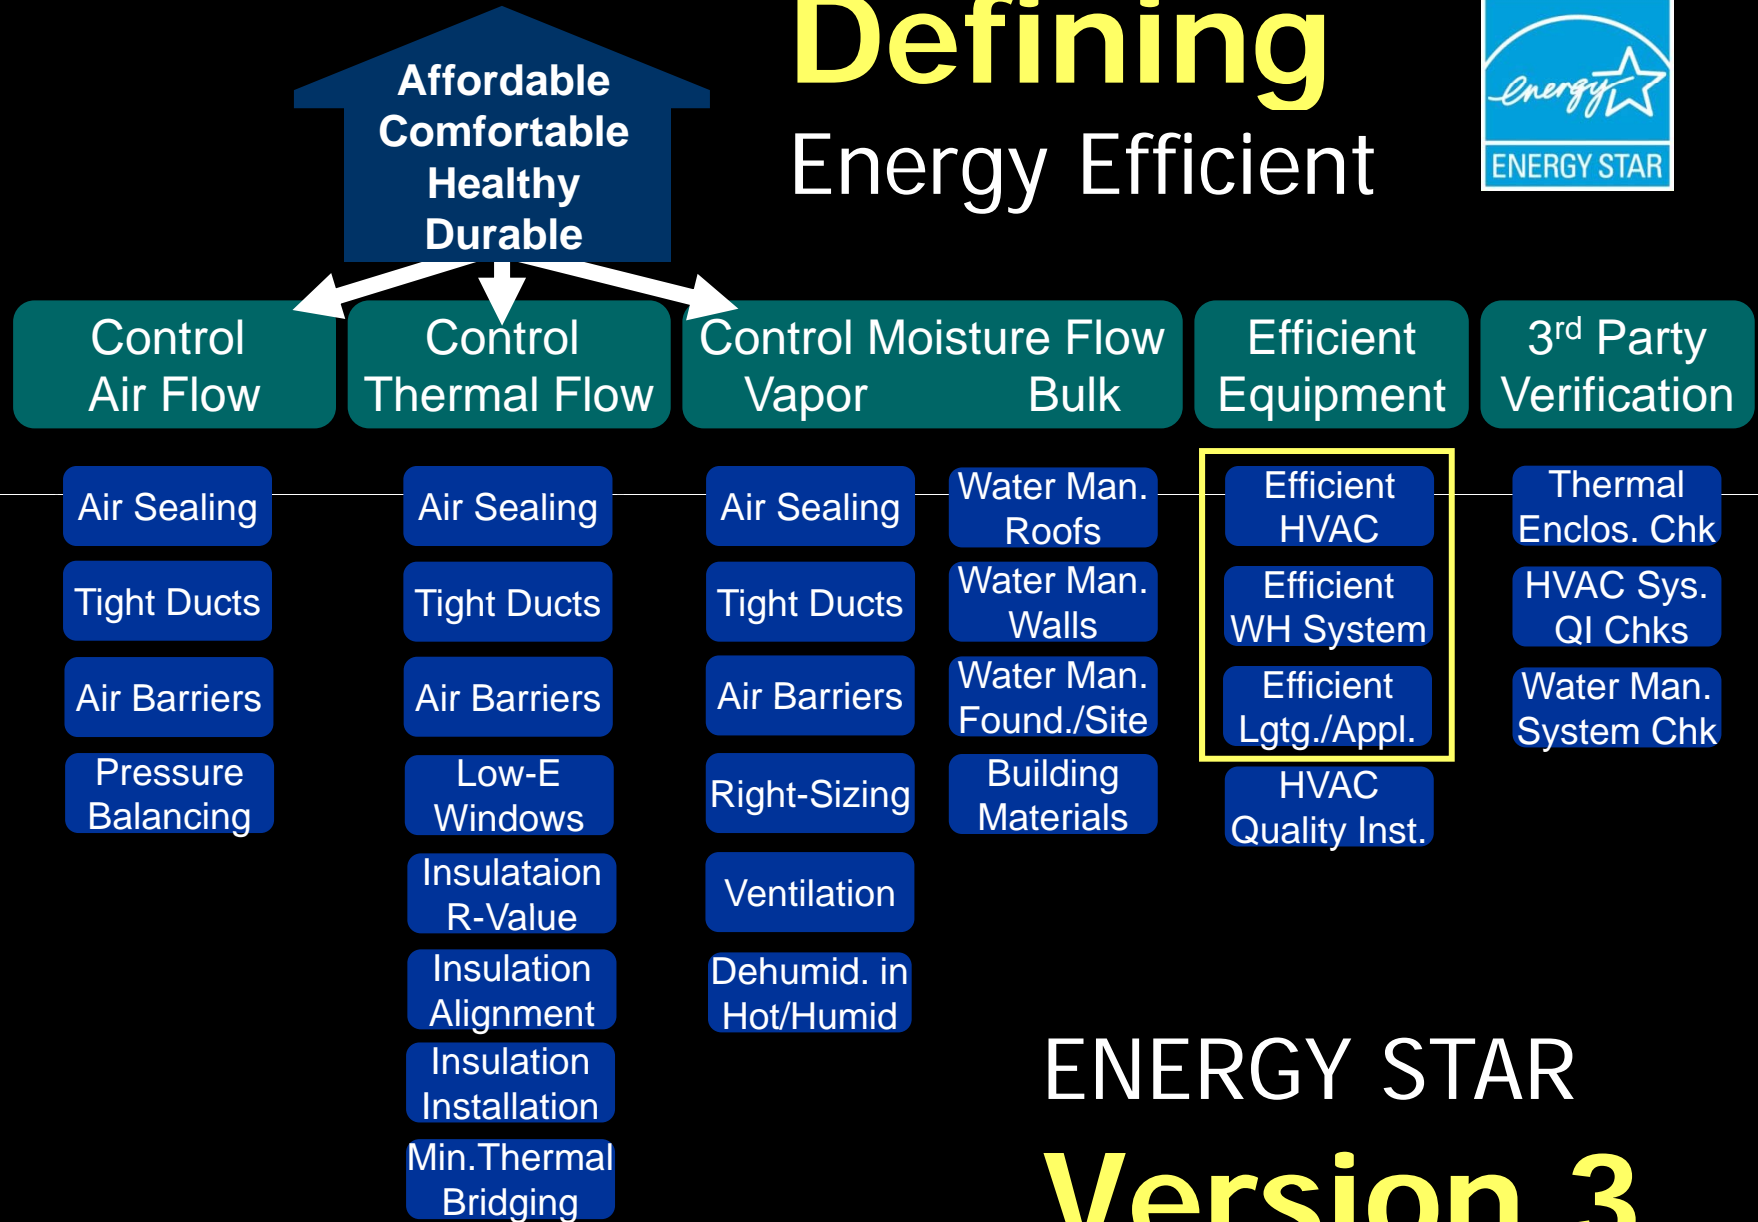 Defining
Energy Efficient
energy
ENERGY STAR
Affordable
Comfortable
Healthy
Durable
Control
Air Flow
Control
Thermal Flow
Control Moisture Flow
Vapor Bulk
Efficient
Equipment
3rd Party
Verification
Air Sealing
Tight Ducts
Air Barriers
Pressure
Balancing
Air Sealing
Tight Ducts
Air Barriers
Low-E
Windows
Insulataion
R-Value
Insulation
Alignment
Insulation
Installation
Min.Thermal
Bridging
Air Sealing
Tight Ducts
Air Barriers
Right-Sizing
Ventilation
Dehumid. in
Hot/Humid
Water Man.
Roofs
Water Man.
Walls
Water Man.
Found./Site
Building
Materials
Efficient
HVAC
Efficient
WH System
Efficient
Lgtg./Appl.
HVAC
Quality Inst.
Thermal
Enclos. Chk
HVAC Sys.
QI Chks
Water Man.
System Chk
ENERGY STAR
Version 3